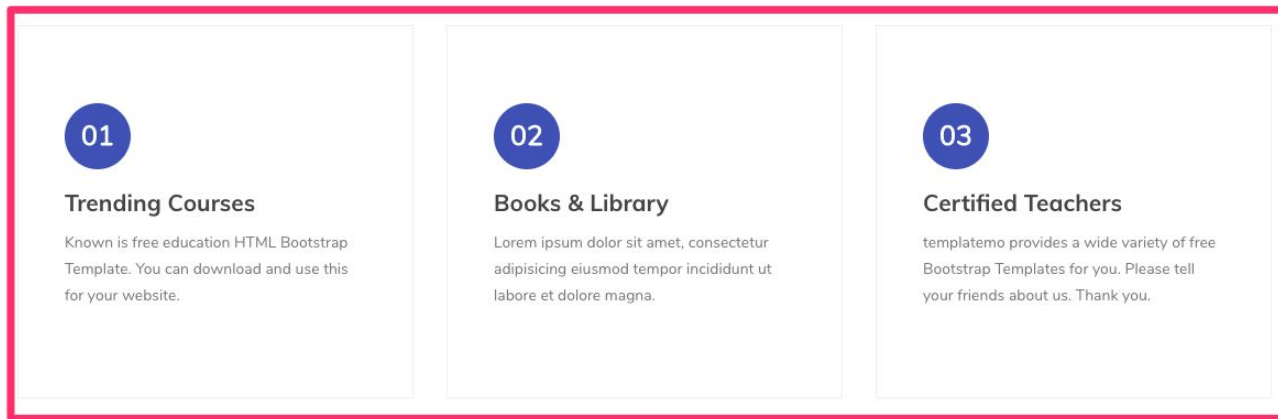 01
Trending Courses
Known is free education HTML Bootstrap
Template. You can download and use this
for your website.
02
Books & Library
Lorem ipsum dolor sit amet, consectetur
adipisicing eiusmod tempor incididunt ut
labore et dolore magna.
03
Certified Teachers
templatemo provides a wide variety of free
Bootstrap Templates for you. Please tell
your friends about us. Thank you.